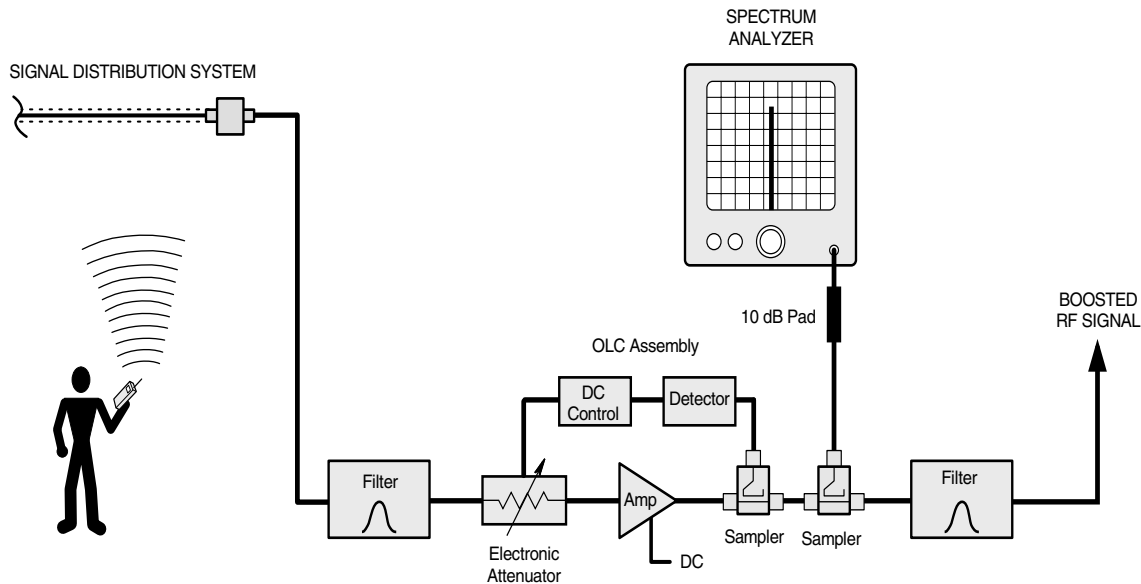 SPECTRUM
ANALYZER
SIGNAL DISTRIBUTION SYSTEM
10 dB Pad
BOOSTED
RF SIGNAL
OLC Assembly
DC
Control
Detector
Filter
Amp
Filter
Electronic
Attenuator
DC
Sampler
Sampler